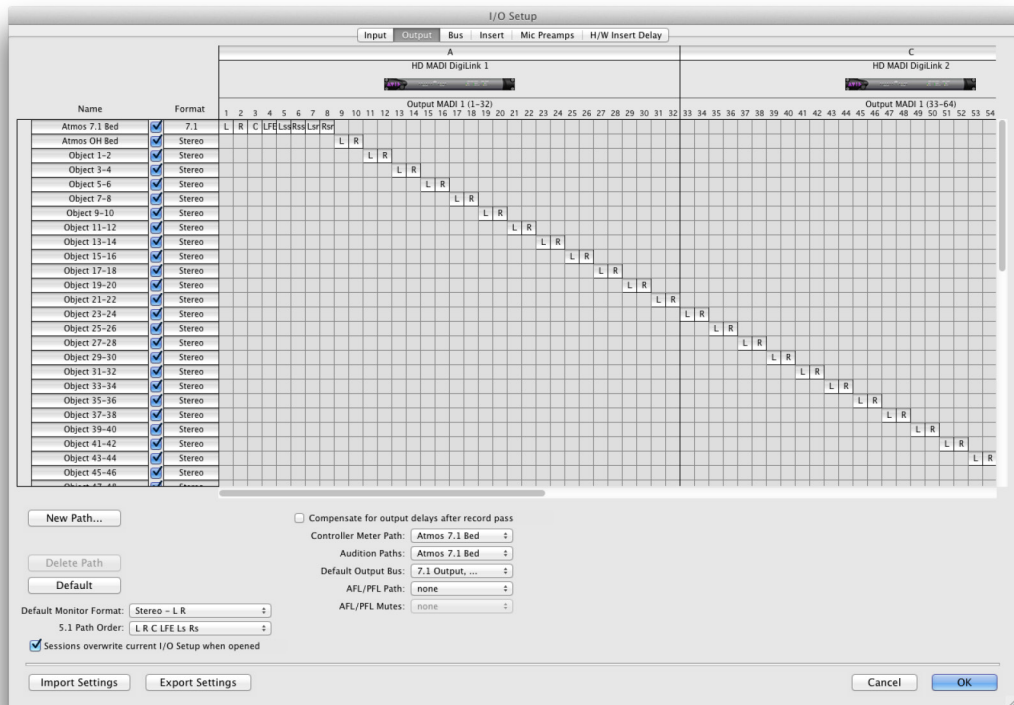 I/O Setup
Input Output Bus Insert Mic Preamps H/W Insert Delay
A C
HD MADI DigiLink 1 HD MADI DigiLink 2
Output MADI 1 (1-32) Output MADI 1 (33-64)
Name Format 1 2 3 4 5 6 7 8 9 10 11 12 13 14 15 16 17 18 19 20 21 22 23 24 25 26 27 28 29 30 31 32 33 34 35 36 37 38 39 40 41 42 43 44 45 46 47 48 49 50 51 52 53 54
Atmos 7.1 Bed 7.1 L R C LFE Lss Rss Lsr Rsr
Atmos OH Bed Stereo L R
Object 1-2 Stereo L R
Object 3-4 Stereo L R
Object 5-6 Stereo L R
Object 7-8 Stereo L R
Object 9-10 Stereo L R
Object 11-12 Stereo L R
Object 13-14 Stereo L R
Object 15-16 Stereo L R
Object 17-18 Stereo L R
Object 19-20 Stereo L R
Object 21-22 Stereo L R
Object 23-24 Stereo L R
Object 25-26 Stereo L R
Object 27-28 Stereo L R
Object 29-30 Stereo L R
Object 31-32 Stereo L R
Object 33-34 Stereo L R
Object 35-36 Stereo L R
Object 37-38 Stereo L R
Object 39-40 Stereo L R
Object 41-42 Stereo L R
Object 43-44 Stereo L R
Object 45-46 Stereo
Object 47-48 Stereo
New Path...
Delete Path
Default
Default Monitor Format: Stereo ~ L R
5.1 Path Order: L R C LFE Ls Rs
Sessions overwrite current I/O Setup when opened
Compensate for output delays after record pass
Controller Meter Path: Atmos 7.1 Bed
Audition Paths: Atmos 7.1 Bed
Default Output Bus: 7.1 Output, ...
AFL/PFL Path: none
AFL/PFL Mutes: none
Import Settings Export Settings Cancel OK